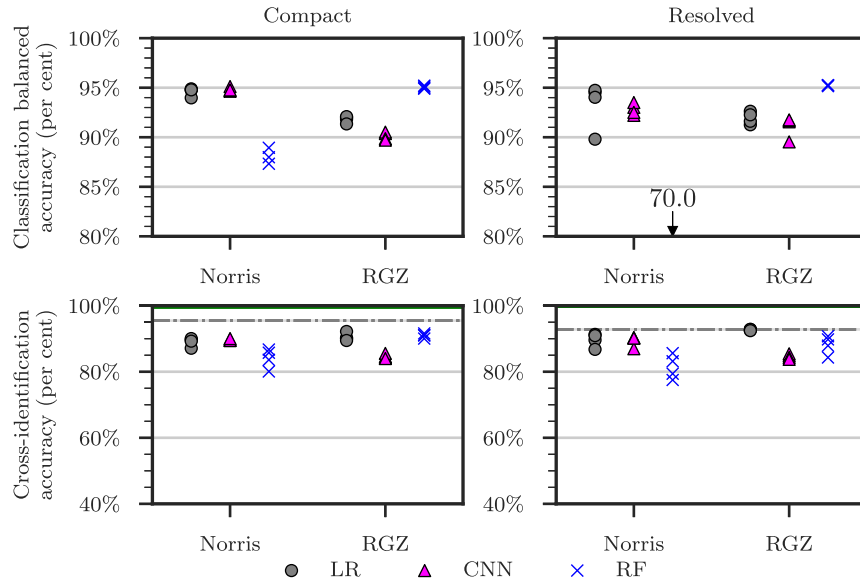 Compact
Resolved
Classification balanced
accuracy (per cent)
100%
95%
90%
85%
80%
100%
95%
90%
85%
80%
70.0
Norris
RGZ
Norris
RGZ
Cross-identification
accuracy (per cent)
100%
80%
60%
40%
100%
80%
60%
40%
Norris
RGZ
Norris
RGZ
LR
CNN
RF